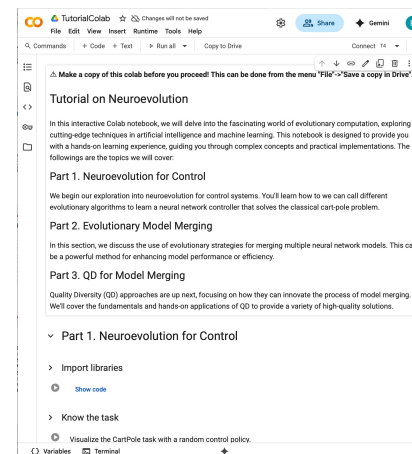 TutorialColab Changes will not be saved
File Edit View Insert Runtime Tools Help
Share Gemini
Commands + Code + Text Run all Copy to Drive Connect T4
⚠ Make a copy of this colab before you proceed! This can be done from the menu "File"->"Save a copy in Drive".
Tutorial on Neuroevolution
In this interactive Colab notebook, we will delve into the fascinating world of evolutionary computation, exploring
cutting-edge techniques in artificial intelligence and machine learning. This notebook is designed to provide you
with a hands-on learning experience, guiding you through complex concepts and practical implementations. The
followings are the topics we will cover:
Part 1. Neuroevolution for Control
We begin our exploration into neuroevolution for control systems. You'll learn how to we can call different
evolutionary algorithms to learn a neural network controller that solves the classical cart-pole problem.
Part 2. Evolutionary Model Merging
In this section, we discuss the use of evolutionary strategies for merging multiple neural network models. This ca
be a powerful method for enhancing model performance or efficiency.
Part 3. QD for Model Merging
Quality Diversity (QD) approaches are up next, focusing on how they can innovate the process of model merging.
We'll cover the fundamentals and hands-on applications of QD to provide a variety of high-quality solutions.
Part 1. Neuroevolution for Control
Import libraries
Show code
Know the task
Visualize the CartPole task with a random control policy.
Variables Terminal